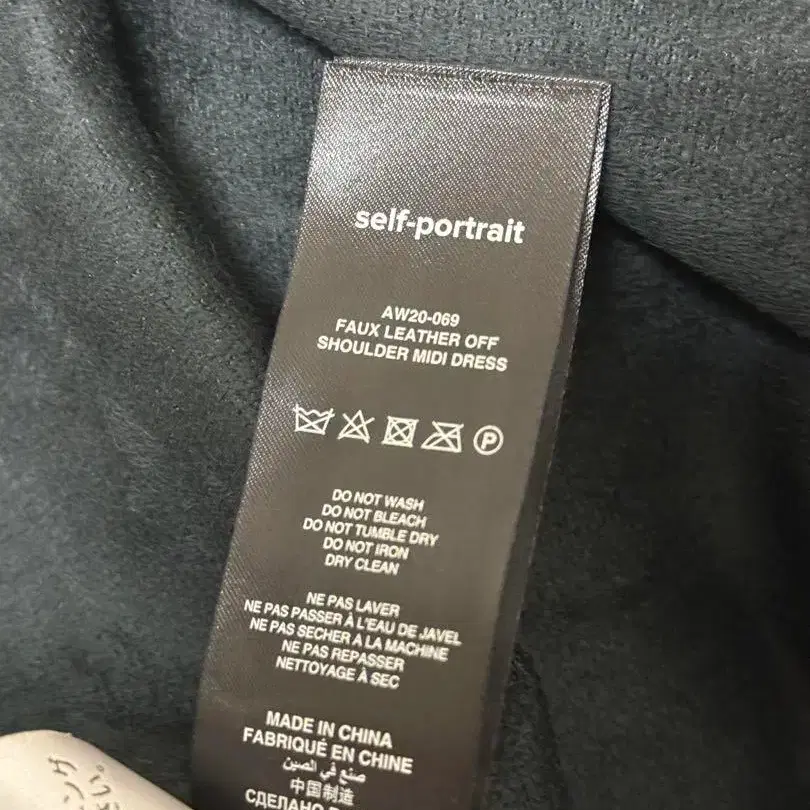 self-portrait
AW20-069
FAUX LEATHER OFF
SHOULDER MIDI DRESS
P
DO NOT WASH
DO NOT BLEACH
DO NOT TUMBLE DRY
DO NOT IRON
DRY CLEAN
NE PAS LAVER
NE PAS PASSER À L'EAU DE JAVEL
NE PAS SECHER A LA MACHINE
NE PAS REPASSER
NETTOYAGE À SEC
MADE IN CHINA
FABRIQUÉ EN CHINE
صنع في الصين
中国制造
СДЕЛАНО